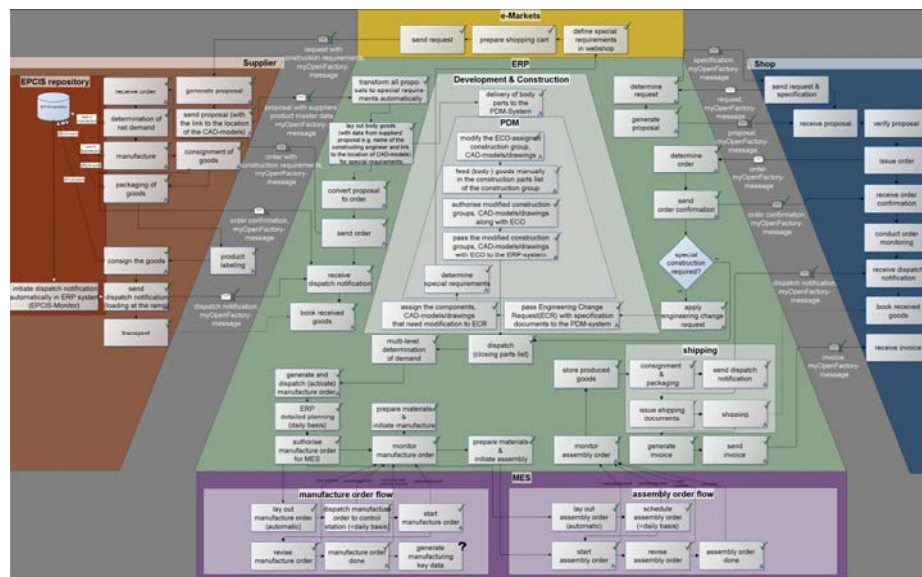 e-Markets
send request
prepare shopping cart
define special
requirements
in webshop
request with
construction requirements,
myOpenFactory-
message
Supplier
EPCIS repository
receive order
generate proposal
determination of
net demand
send proposal (with
the link to the location
of the CAD-models)
manufacture
consignment of
goods
packaging of
goods
consign the goods
product
labeling
initiate dispatch notification
automatically in ERP system
(EPCIS-Monitor)
send
dispatch notification
loading at the ramp
transport
proposal with suppliers'
product master data,
myOpenFactory-
message
order with
construction requirements,
myOpenFactory-
message
order confirmation,
myOpenFactory-
message
dispatch notification,
myOpenFactory-
message
ERP
transform all propo-
sals to special require-
ments automatically
lay out body goods
(with data from suppliers'
proposal e.g. name of the
constructing engineer and link
to the location of CAD-models
for special requirements
convert proposal
to order
send order
receive
dispatch notification
book received
goods
Development & Construction
delivery of body
parts to the
PDM-System
PDM
modify the ECO-assigned
construction group,
CAD-models/drawings
feed (body-) goods manually
in the construction parts list
of the construction group
authorise modified construction
groups, CAD-models/drawings
along with ECO
pass the modified construction
groups, CAD-models/drawings
with ECO to the ERP-system
determine
special requirements
assign the components,
CAD-models/drawings
that need modification to ECR
pass Engineering Change
Request(ECR) with specification
documents to the PDM-system
determine
request
generate
proposal
determine
order
send
order confirmation
special
construction
required?
apply
engineering change
request
specification,
myOpenFactory-
message
request,
myOpenFactory-
message
proposal,
myOpenFactory-
message
order,
myOpenFactory-
message
order confirmation,
myOpenFactory-
message
dispatch notification,
myOpenFactory-
message
invoice,
myOpenFactory-
message
Shop
send request &
specification
receive proposal
verify proposal
issue order
receive order
confirmation
conduct order
monitoring
receive dispatch
notification
book received
goods
receive invoice
multi-level
determination of
demand
dispatch
(closing parts list)
generate and
dispatch (activate)
manufacture order
ERP
detailed planning
(daily basis)
prepare materials
&
initiate manufacture
authorise
manufacture order
for MES
monitor
manufacture order
prepare materials
&
initiate assembly
shipping
store produced
goods
consignment
&
packaging
send dispatch
notification
issue shipping
documents
shipping
monitor
assembly order
generate
invoice
send
invoice
MES
manufacture order flow
lay out
manufacture order
(automatic)
dispatch manufacture
order to control
station (<daily basis)
start
manufacture order
revise
manufacture order
manufacture order
done
generate
manufacturing
key data
?
assembly order flow
lay out
assembly order
(automatic)
schedule
assembly order
(<daily basis)
start
assembly order
revise
assembly order
assembly order
done